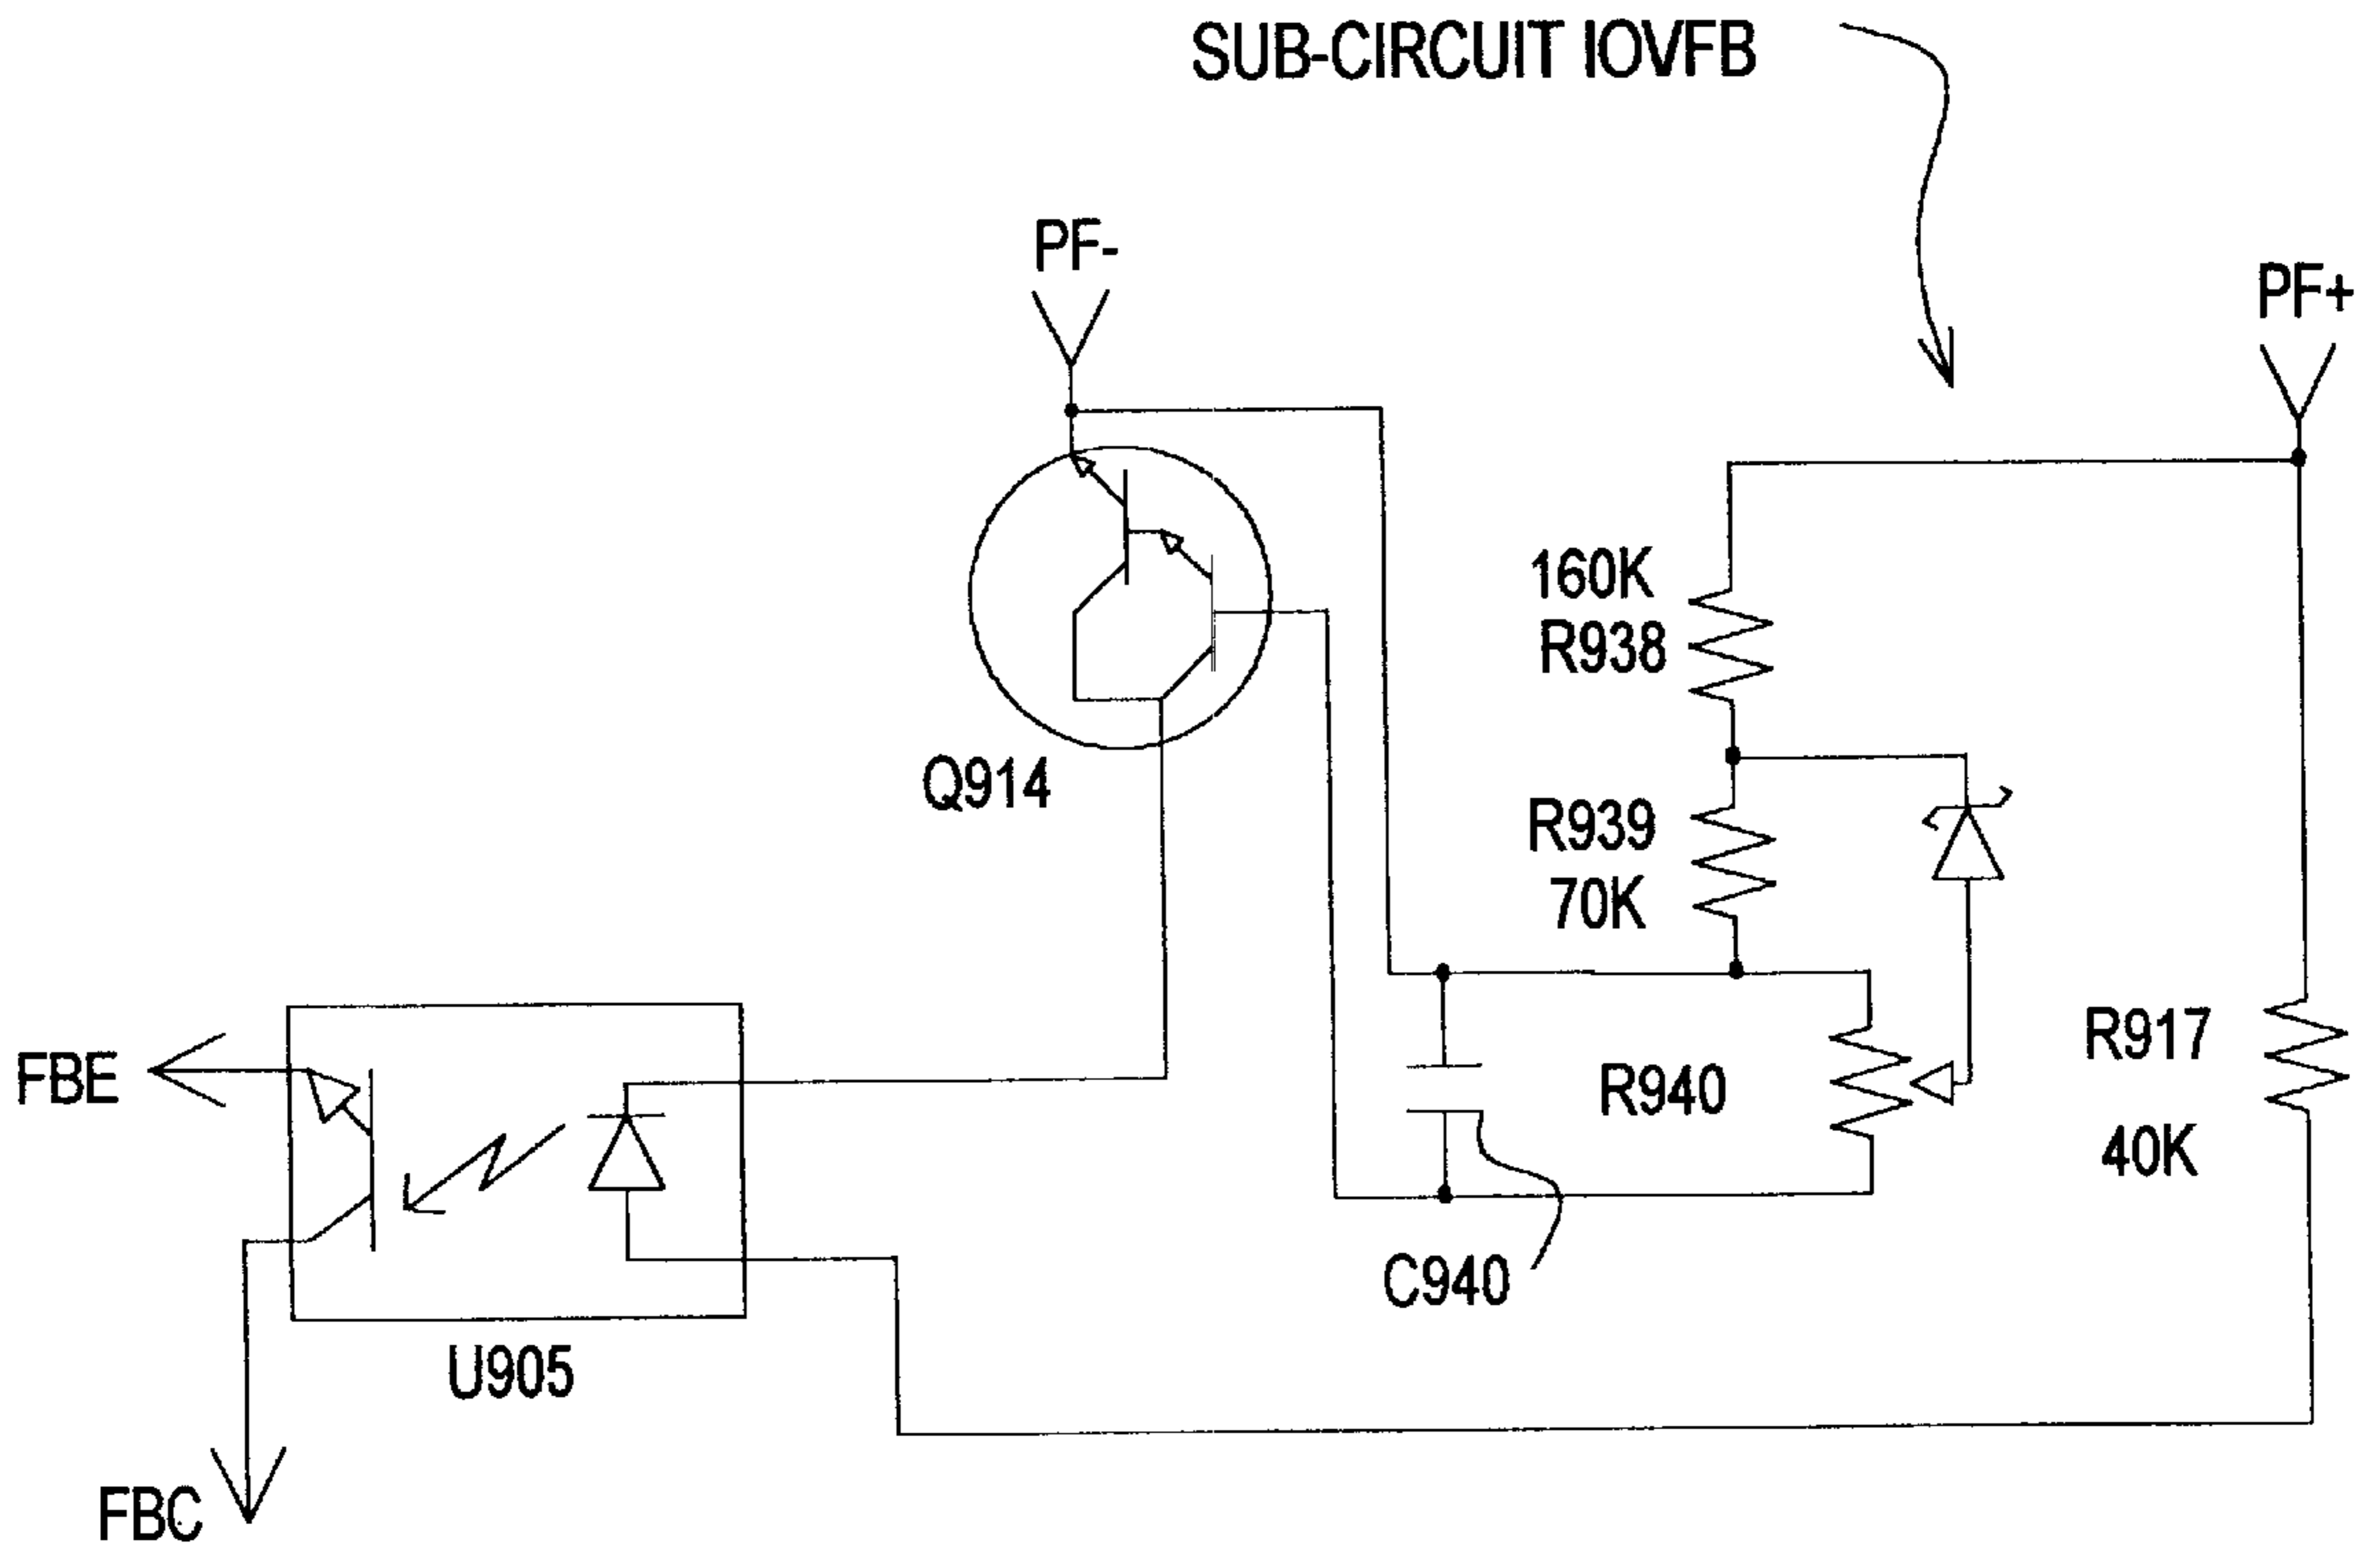 SUB-CIRCUIT IOVFB
PF-
PF+
160K
R938
Q914
R939
70K
R917
40K
FBE
R940
C940
U905
FBC